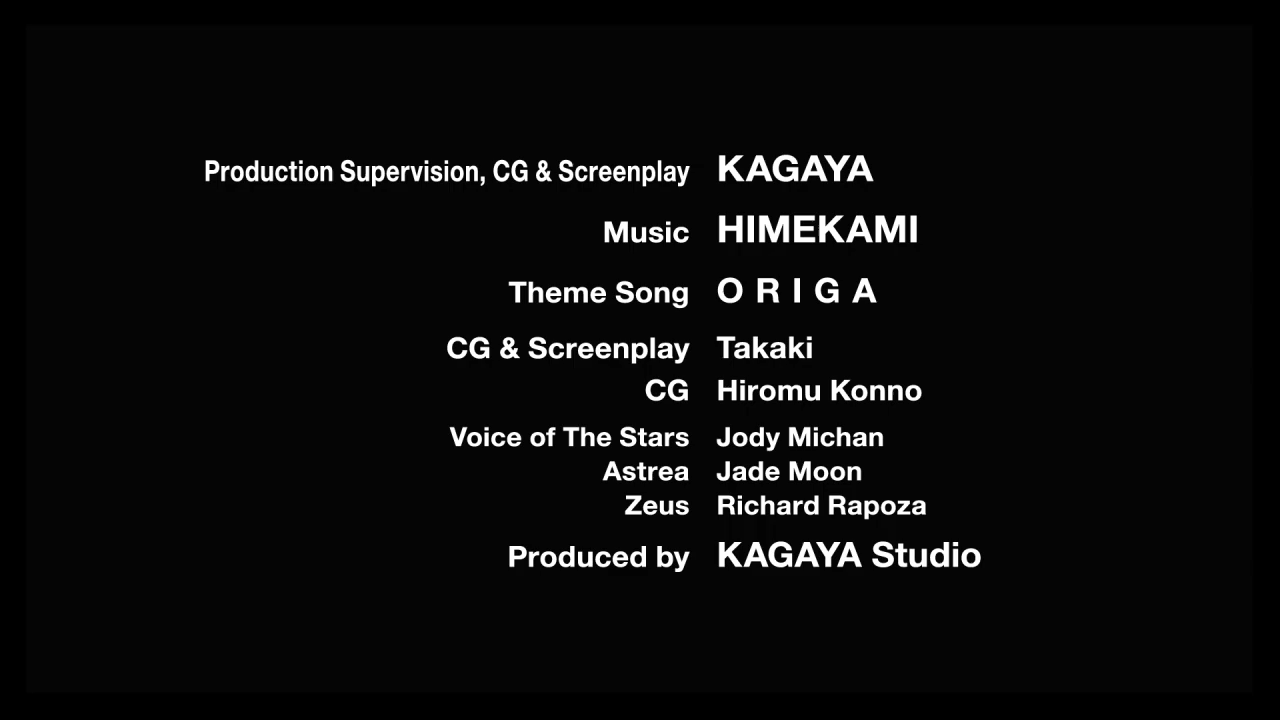 Production Supervision, CG & Screenplay KAGAYA
Music HIMEKAMI
Theme Song O R I G A
CG & Screenplay Takaki
CG Hiromu Konno
Voice of The Stars Jody Michan
Astrea Jade Moon
Zeus Richard Rapoza
Produced by KAGAYA Studio